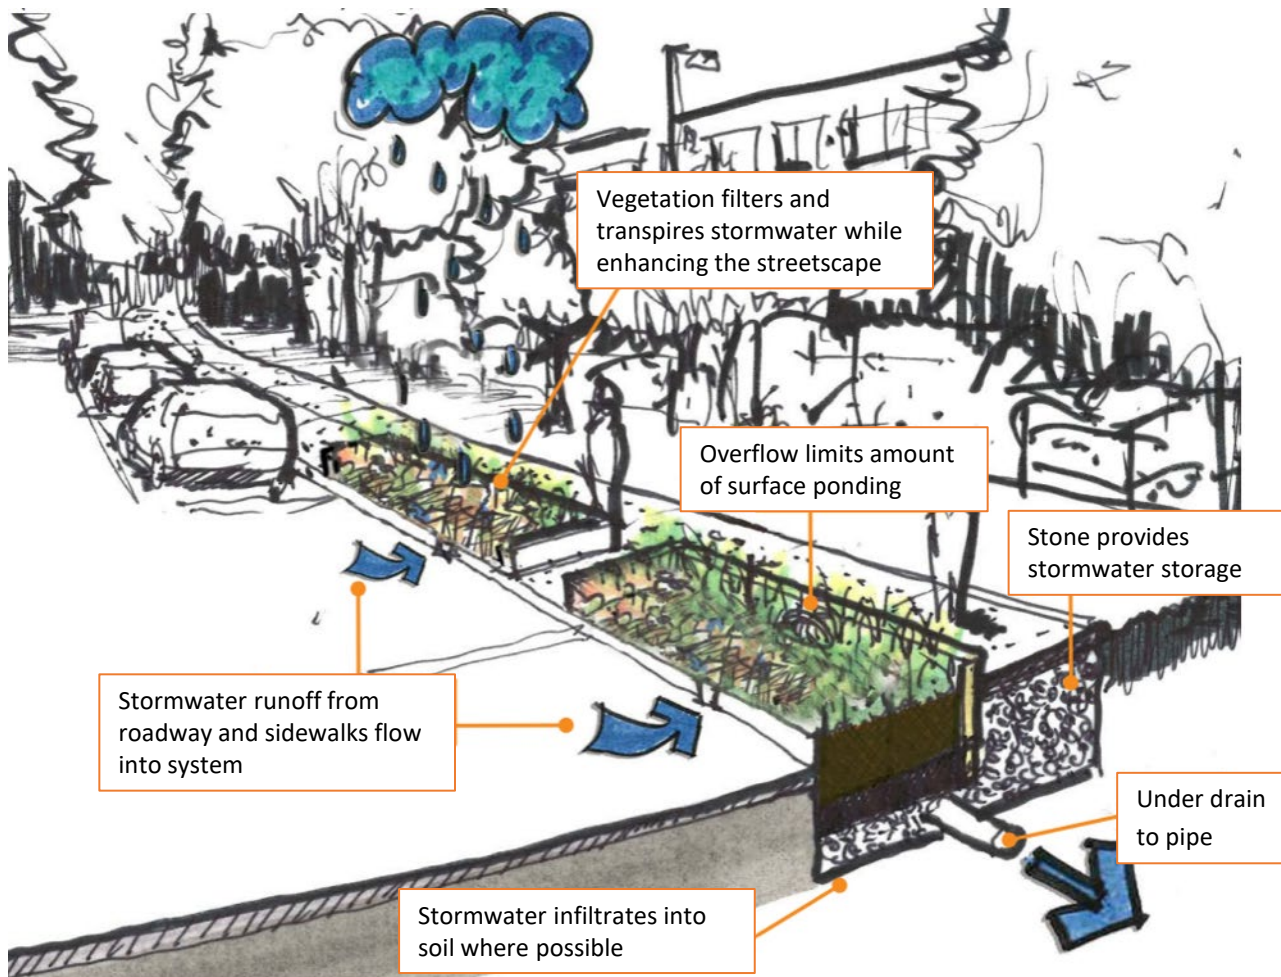 Vegetation filters and
transpires stormwater while
enhancing the streetscape
Overflow limits amount
of surface ponding
Stone provides
stormwater storage
Stormwater runoff from
roadway and sidewalks flow
into system
Under drain
to pipe
Stormwater infiltrates into
soil where possible